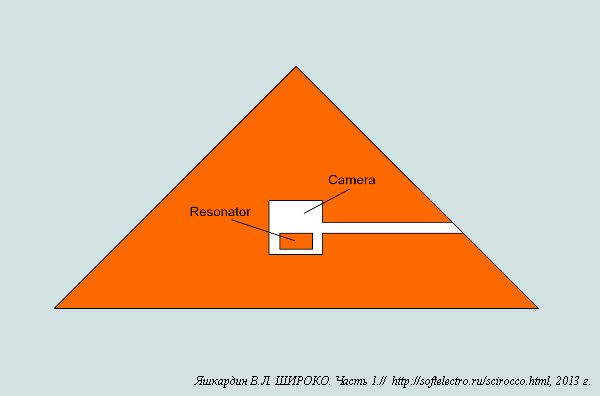 Camera
Resonator
Яшкардин В.Л. ШИРОКО. Часть 1.// http://softelectro.ru/scirocco.html, 2013 г.